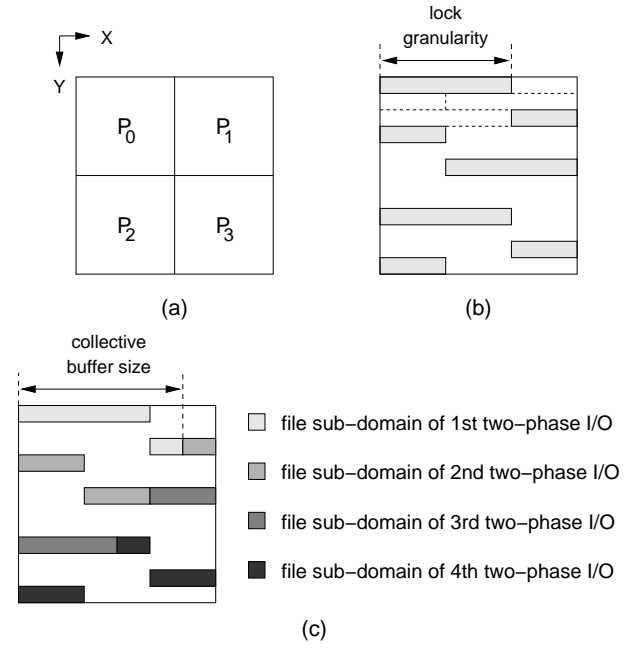 X
Y
P0
P1
P2
P3
(a)
lock
granularity
(b)
collective
buffer size
file sub−domain of 1st two−phase I/O
file sub−domain of 2nd two−phase I/O
file sub−domain of 3rd two−phase I/O
file sub−domain of 4th two−phase I/O
(c)